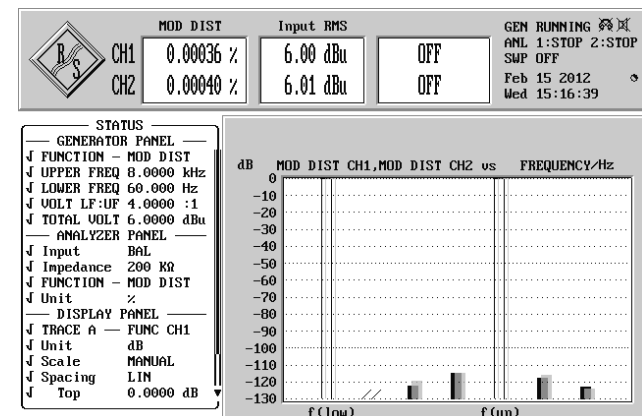 MOD DIST Input RMS GEN RUNNING
R S CH1 0.00036 % 6.00 dBu OFF ANL 1:STOP 2:STOP
SWP OFF
CH2 0.00040 % 6.01 dBu OFF Feb 15 2012
Wed 15:16:39
STATUS
GENERATOR PANEL
√ FUNCTION - MOD DIST
√ UPPER FREQ 8.0000 kHz
√ LOWER FREQ 60.000 Hz
√ VOLT LF:UF 4.0000 :1
√ TOTAL VOLT 6.0000 dBu
ANALYZER PANEL
√ Input BAL
√ Impedance 200 KΩ
√ FUNCTION - MOD DIST
√ Unit %
DISPLAY PANEL
√ TRACE A — FUNC CH1
√ Unit dB
√ Scale MANUAL
√ Spacing LIN
√ Top 0.0000 dB
dB MOD DIST CH1,MOD DIST CH2 vs FREQUENCY/Hz
0
-10
-20
-30
-40
-50
-60
-70
-80
-90
-100
-110
-120
-130
f(low) f(up)